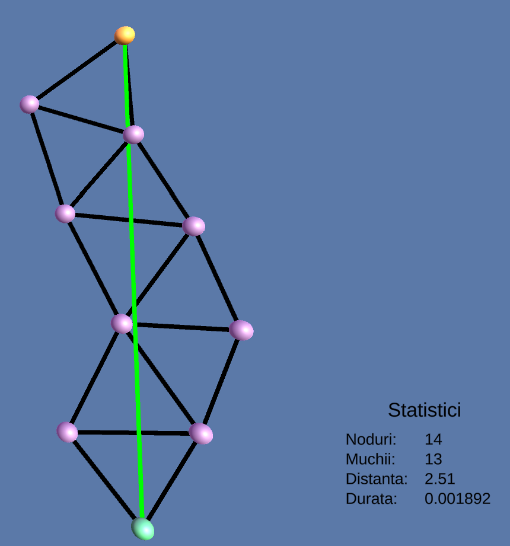 Statistici
Noduri: 14
Muchii: 13
Distanta: 2.51
Durata: 0.001892